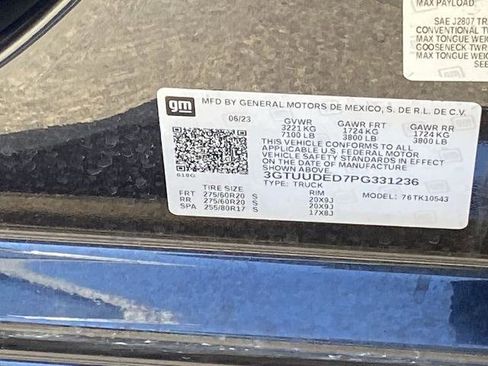 MAX PAYLOAD
SAE J2807 TR
CONVENTIONAL T
MAX TONGUE WEI
GOOSENECK TWR
MAX TONGUE WEI
SEE
gm
MFD BY GENERAL MOTORS DE MEXICO, S. DE R.L. DE C.V.
06/23 GVWR GAWR FRT GAWR RR
3221 KG 1724 KG 1724 KG
7100 LB 3800 LB 3800 LB
THIS VEHICLE CONFORMS TO ALL
APPLICABLE U.S. FEDERAL MOTOR
VEHICLE SAFETY STANDARDS IN EFFECT
ON THE DATE OF MANUFACTURE
SHOWN ABOVE.
3GTUUDED7PG331236
TYPE: TRUCK MODEL: 76TK10543
TIRE SIZE RIM
FRT 275/60R20 S 20X9J
RR 275/60R20 S 20X9J
SPA 255/80R17 S 17X8J